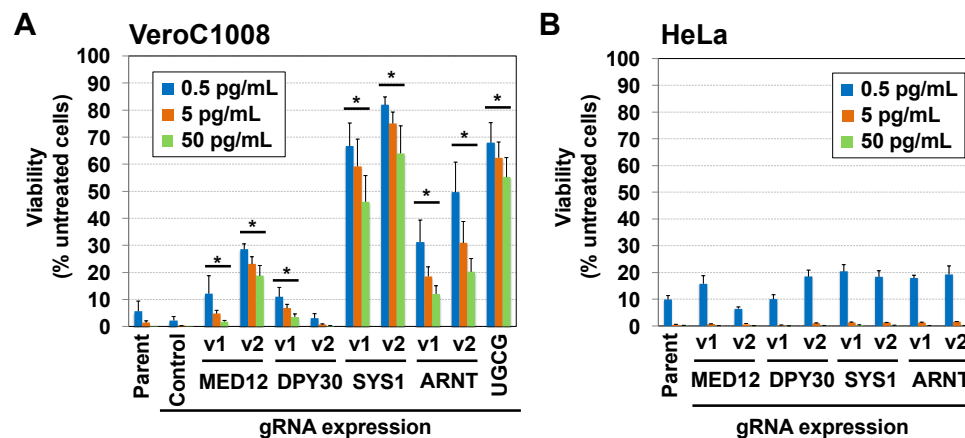 A
VeroC1008
Viability
(% untreated cells)
100
90
80
70
60
50
40
30
20
10
0
0.5 pg/mL
5 pg/mL
50 pg/mL
* * * * * * * *
Parent
Control
v1 v2 v1 v2 v1 v2 v1 v2
MED12 DPY30 SYS1 ARNT
UGCG
gRNA expression
B
HeLa
Viability
(% untreated cells)
100
90
80
70
60
50
40
30
20
10
0
0.5 pg/mL
5 pg/mL
50 pg/mL
Parent
v1 v2 v1 v2 v1 v2 v1 v2
MED12 DPY30 SYS1 ARNT
gRNA expression